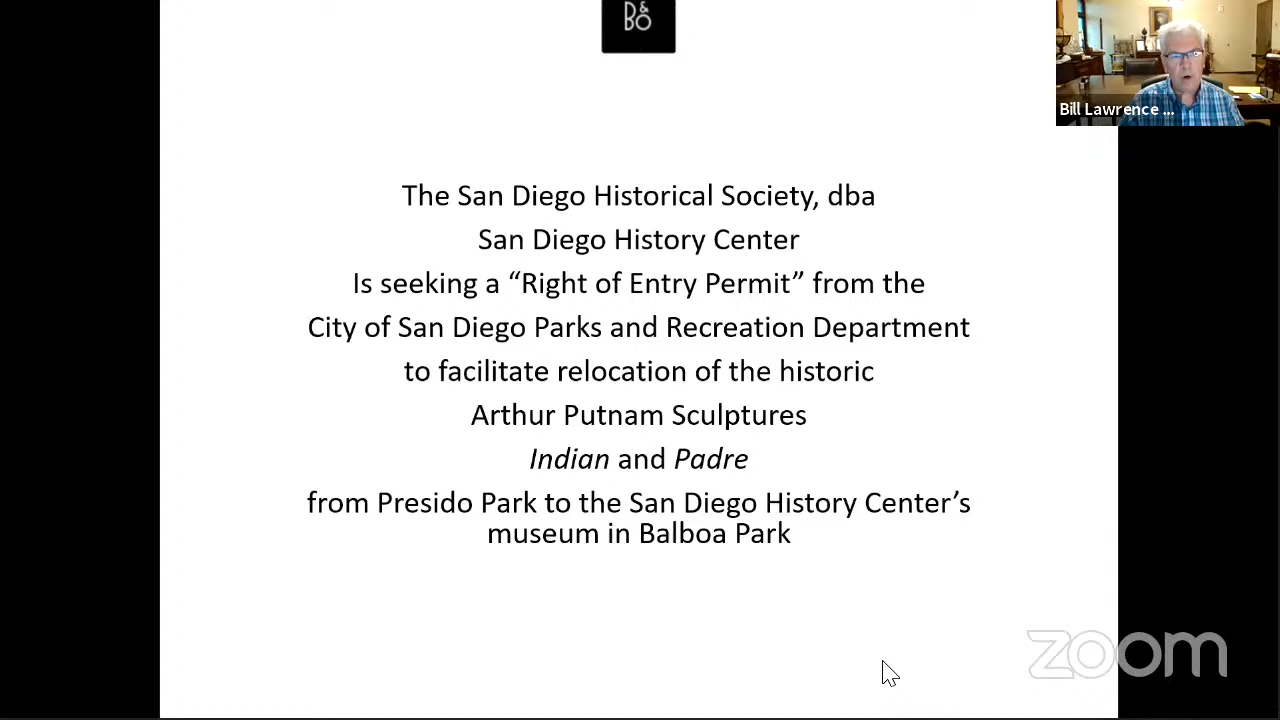 B&O
Bill Lawrence ...
The San Diego Historical Society, dba
San Diego History Center
Is seeking a “Right of Entry Permit” from the
City of San Diego Parks and Recreation Department
to facilitate relocation of the historic
Arthur Putnam Sculptures
Indian and Padre
from Presido Park to the San Diego History Center’s
museum in Balboa Park
zoom